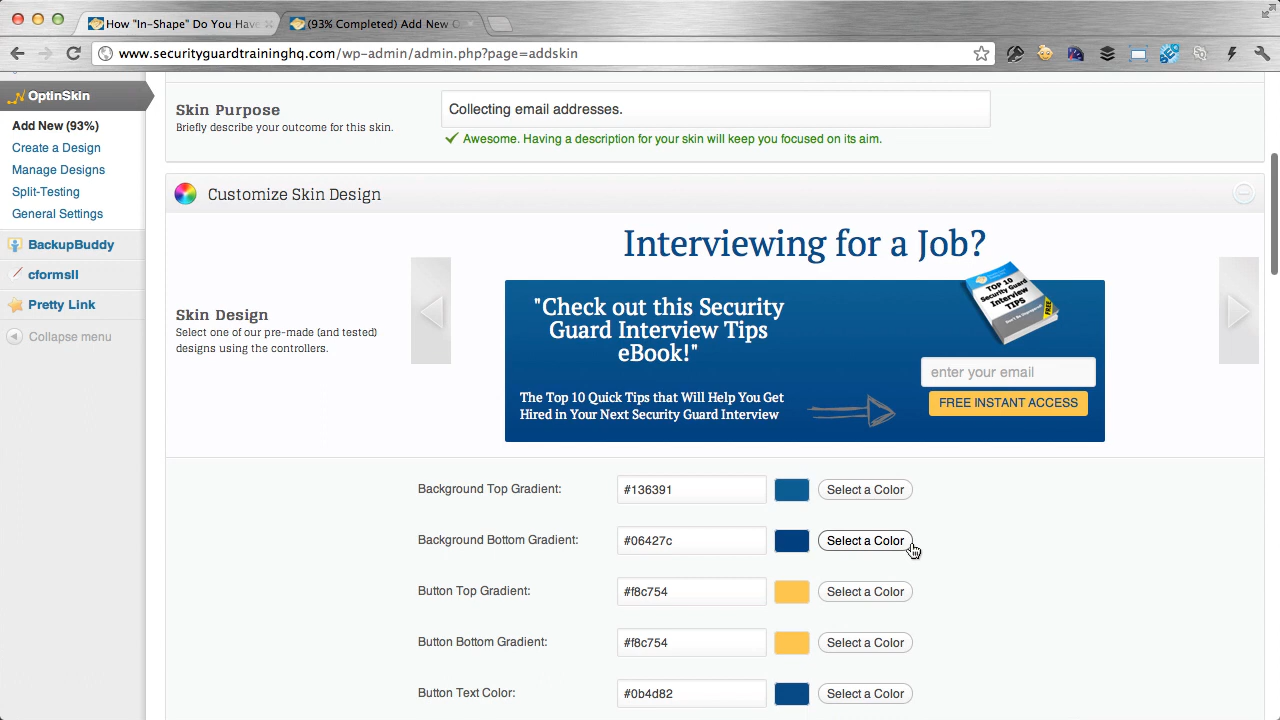 How "In-Shape" Do You Have
(93% Completed) Add New O
www.securityguardtraininghq.com/wp-admin/admin.php?page=addskin
OptinSkin
Add New (93%)
Create a Design
Manage Designs
Split-Testing
General Settings
BackupBuddy
cformsII
Pretty Link
Collapse menu
Skin Purpose
Briefly describe your outcome for this skin.
Collecting email addresses.
Awesome. Having a description for your skin will keep you focused on its aim.
Customize Skin Design
Skin Design
Select one of our pre-made (and tested)
designs using the controllers.
Interviewing for a Job?
"Check out this Security
Guard Interview Tips
eBook!"
The Top 10 Quick Tips that Will Help You Get
Hired in Your Next Security Guard Interview
TOP 10
Security Guard
Interview
TIPS
FREE
enter your email
FREE INSTANT ACCESS
Background Top Gradient:
#136391
Select a Color
Background Bottom Gradient:
#06427c
Select a Color
Button Top Gradient:
#f8c754
Select a Color
Button Bottom Gradient:
#f8c754
Select a Color
Button Text Color:
#0b4d82
Select a Color